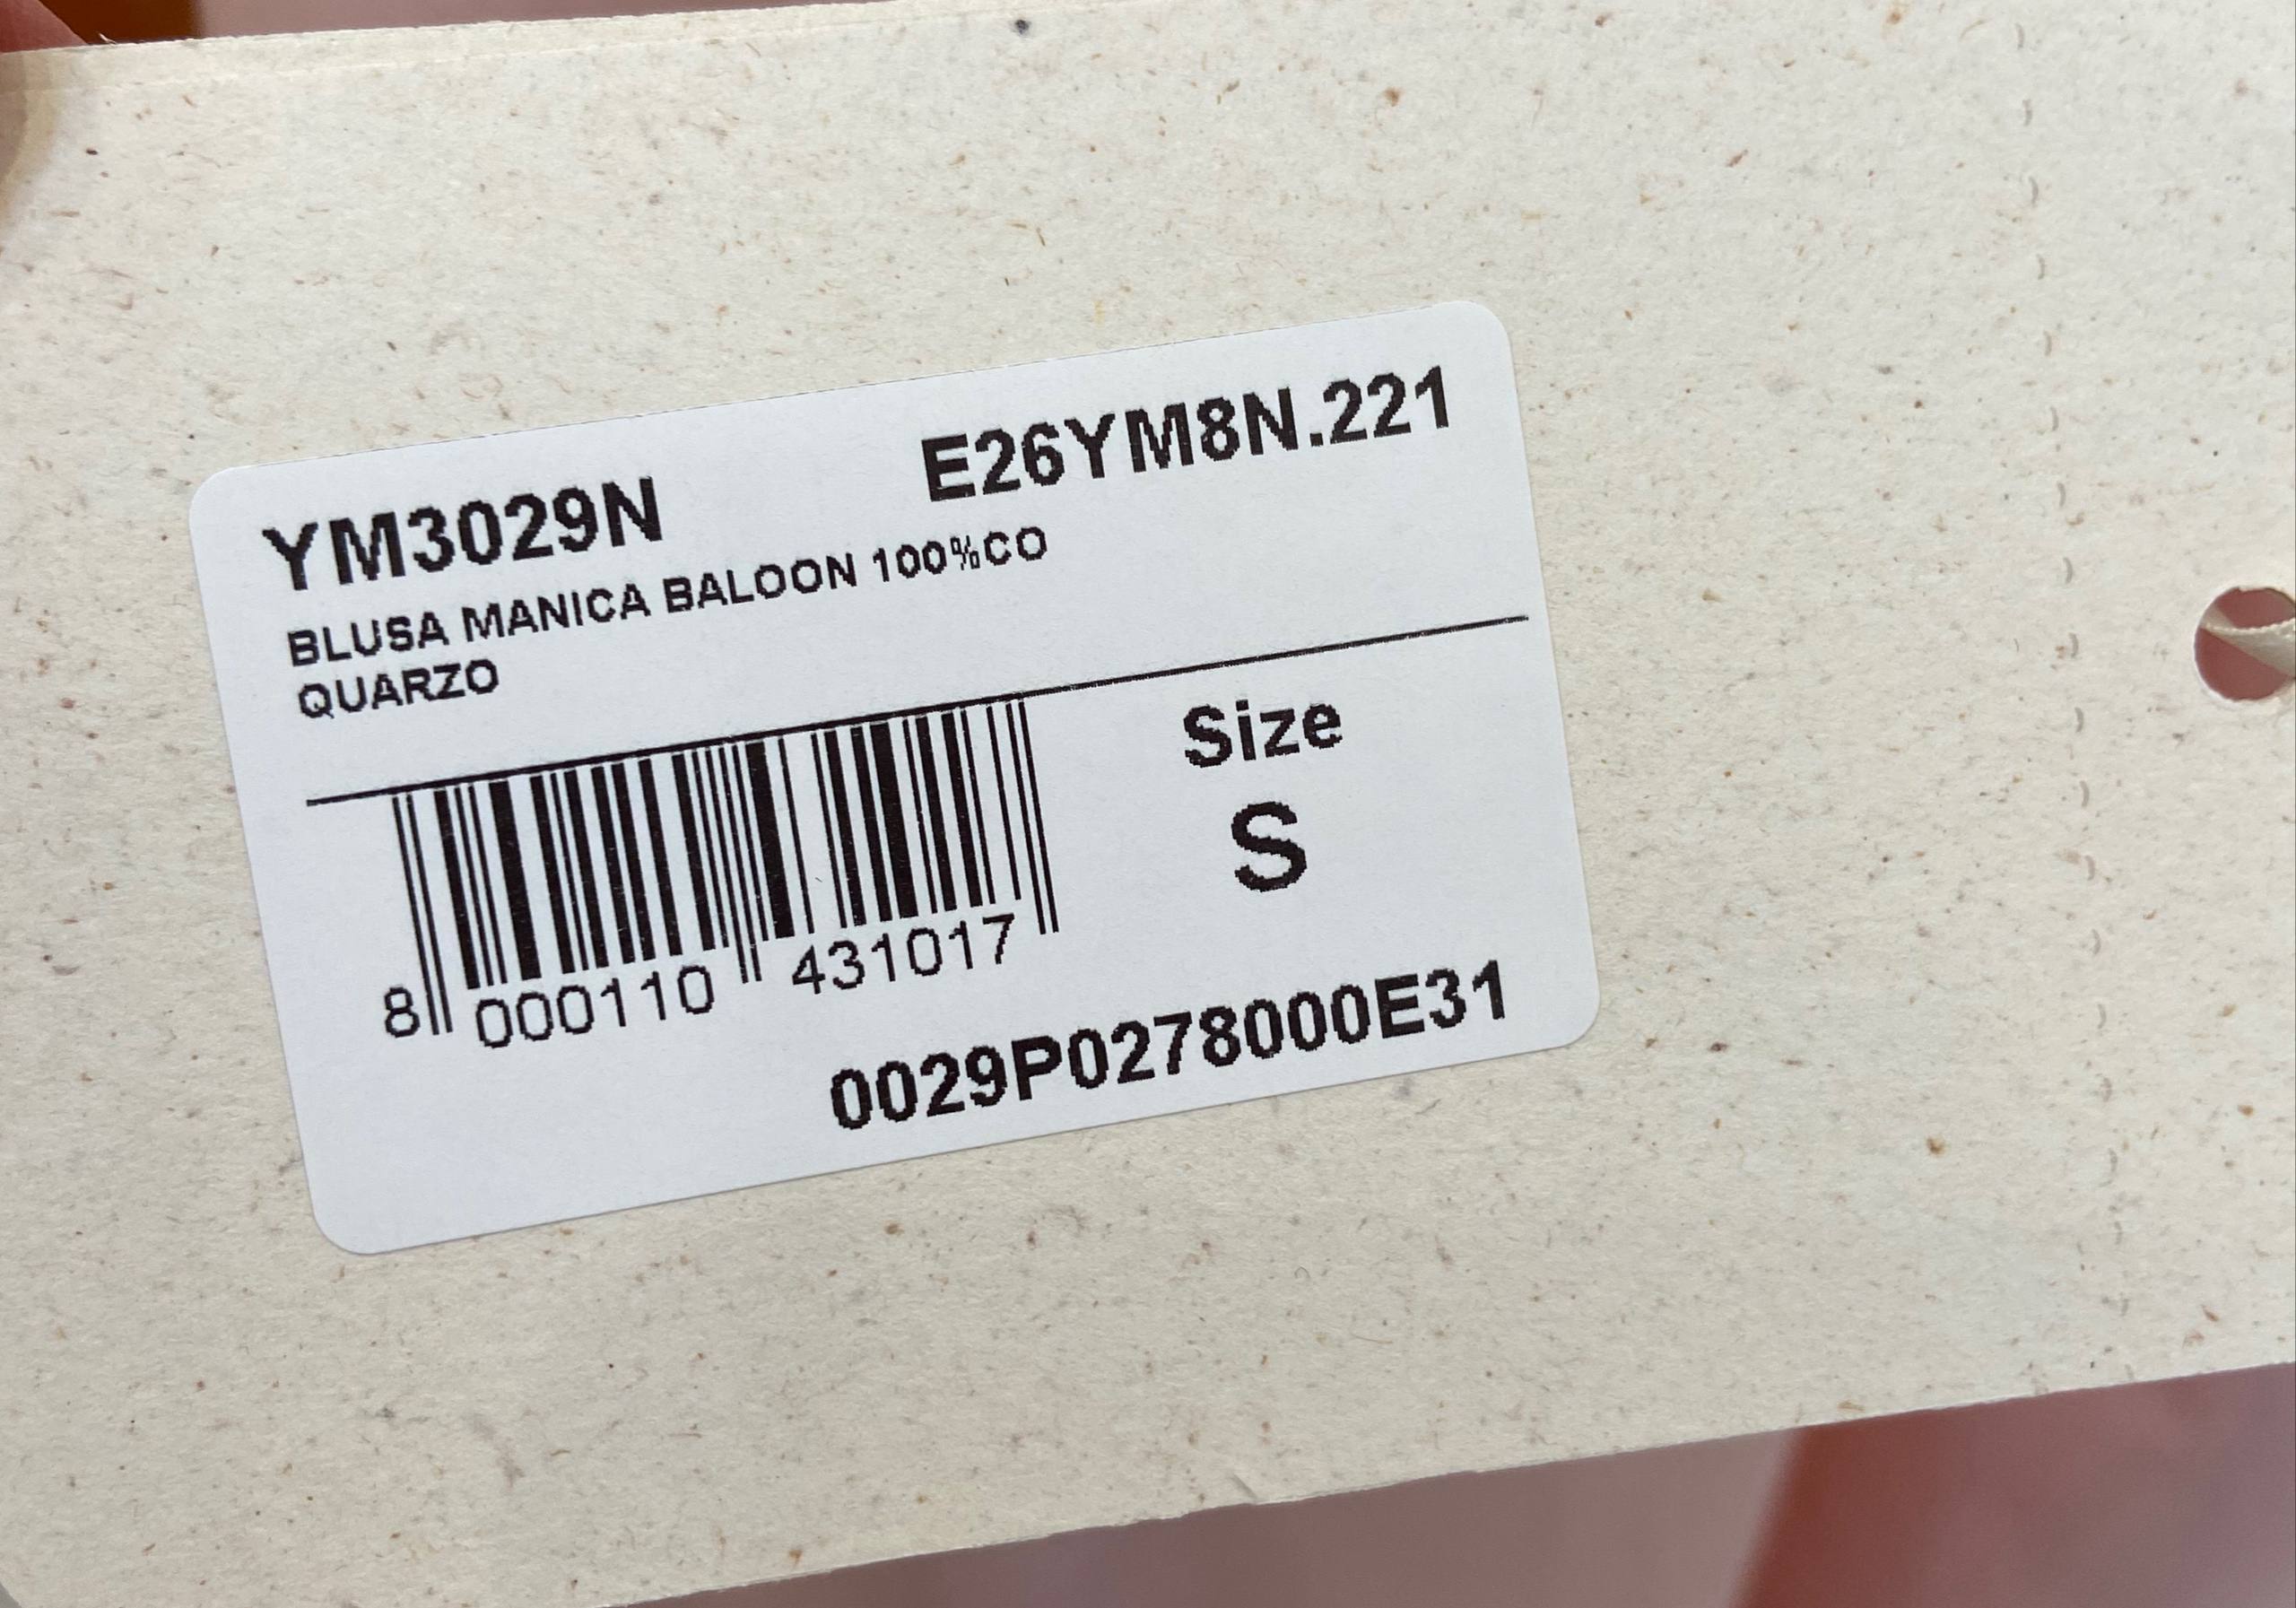 YM3029N E26YM8N.221
BLUSA MANICA BALOON 100%CO
QUARZO
Size
S
8 000110 431017
0029P0278000E31